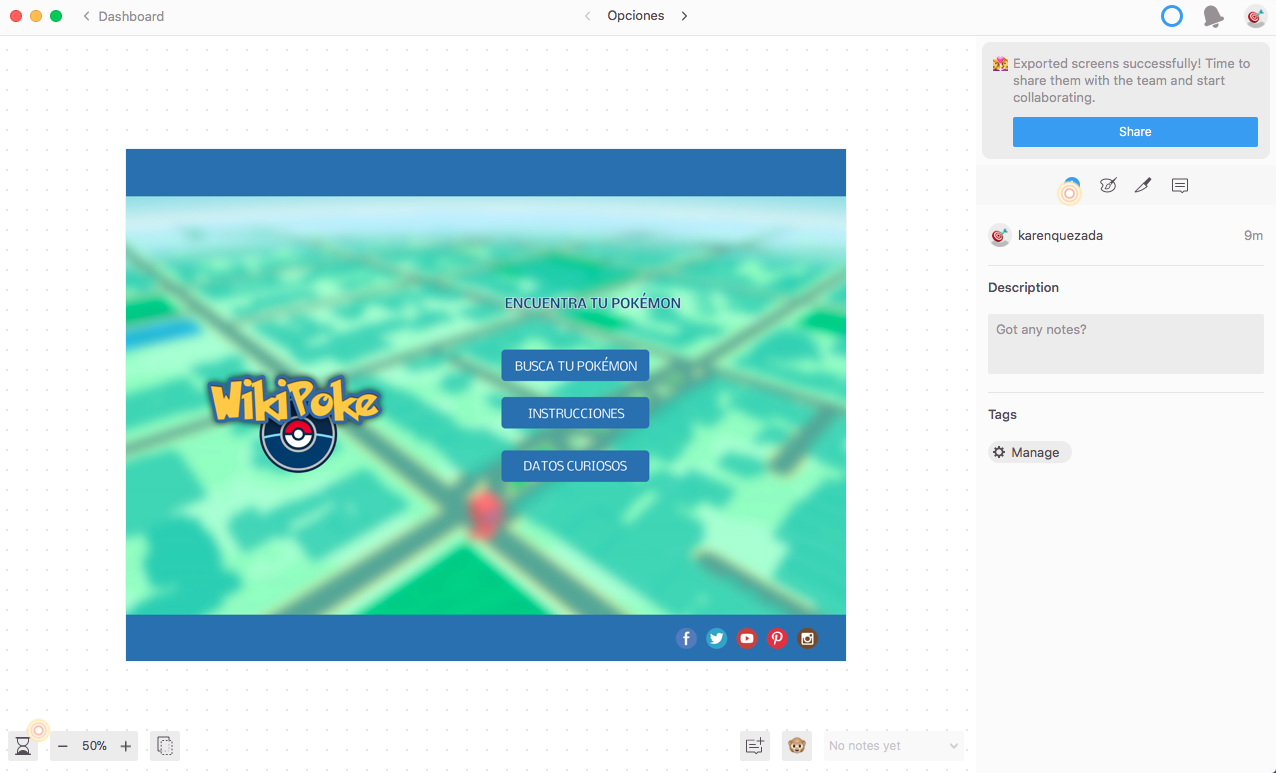 Dashboard
Opciones
Exported screens successfully! Time to
share them with the team and start
collaborating.
Share
karenquezada
9m
Description
Got any notes?
Tags
Manage
ENCUENTRA TU POKÉMON
BUSCA TU POKÉMON
INSTRUCCIONES
DATOS CURIOSOS
WikiPoke
50%
No notes yet